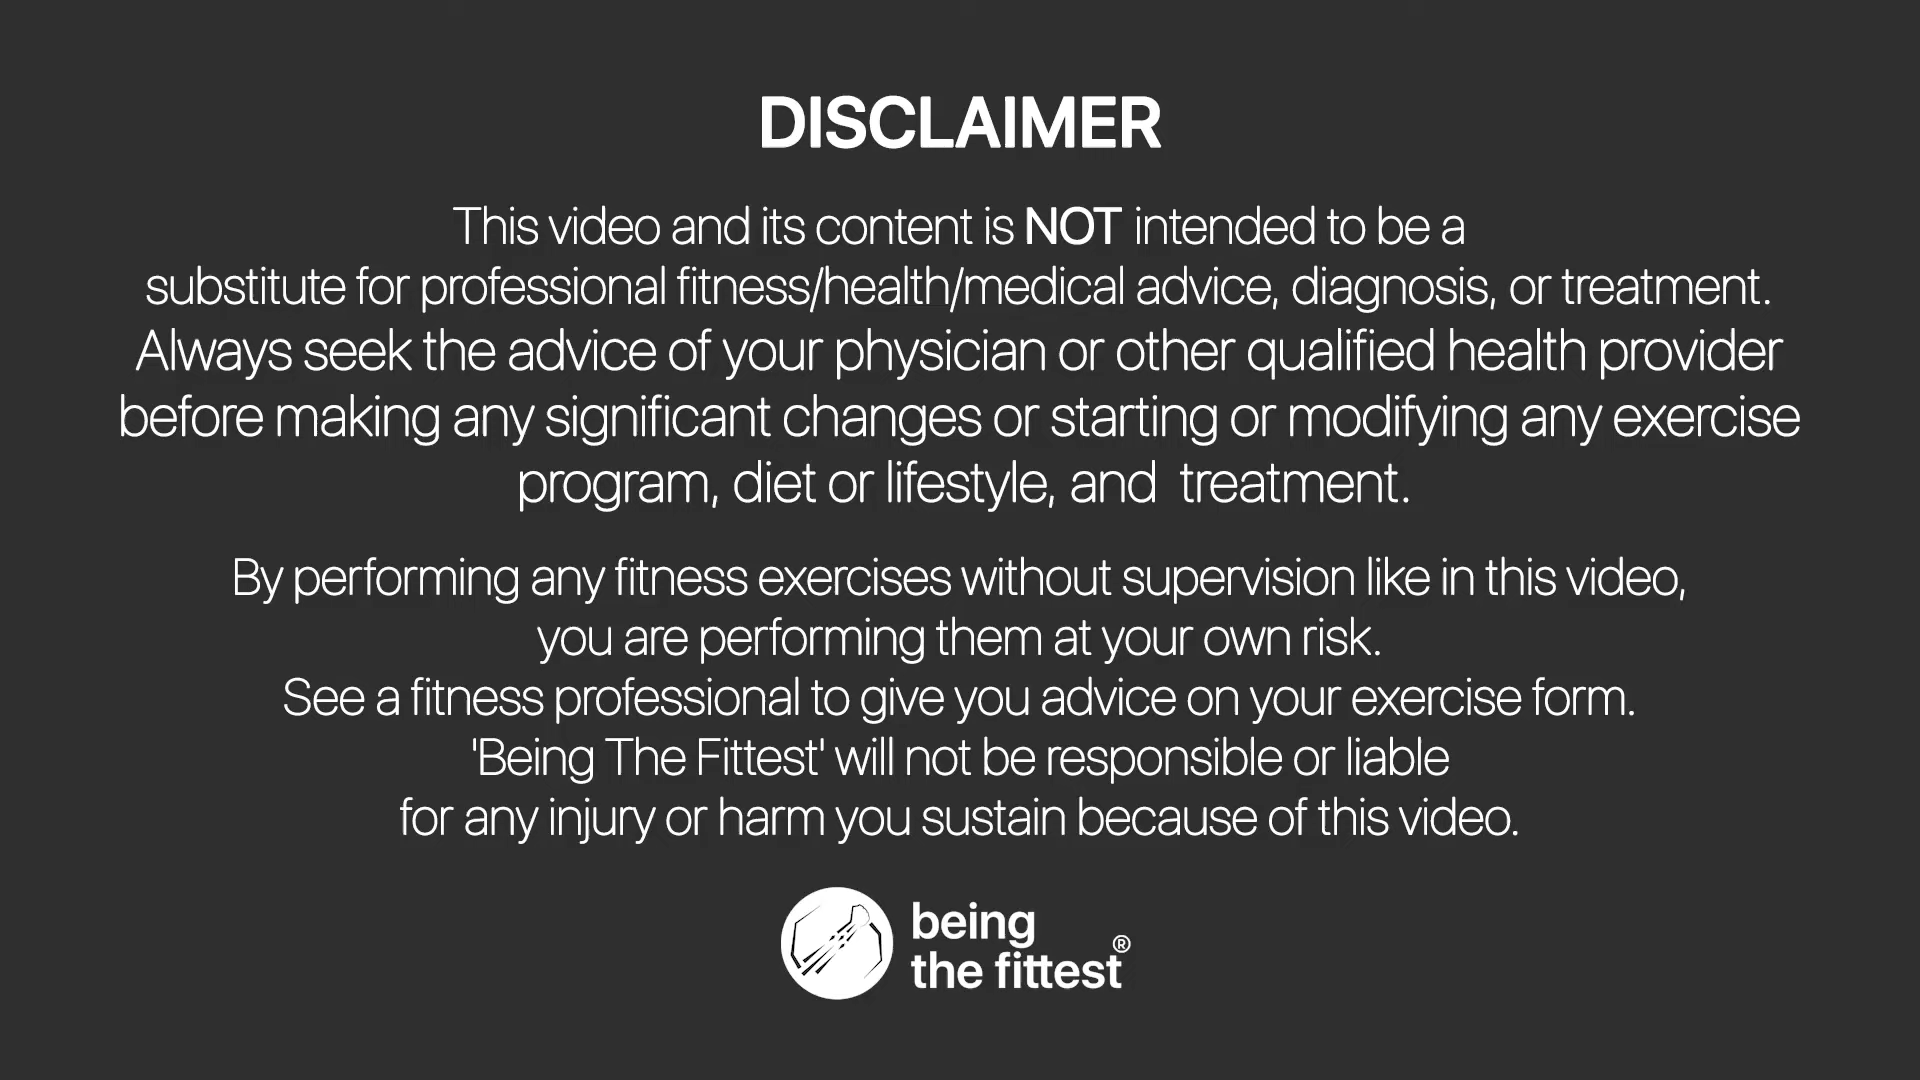 DISCLAIMER
This video and its content is NOT intended to be a
substitute for professional fitness/health/medical advice, diagnosis, or treatment.
Always seek the advice of your physician or other qualified health provider
before making any significant changes or starting or modifying any exercise
program, diet or lifestyle, and  treatment.
By performing any fitness exercises without supervision like in this video,
you are performing them at your own risk.
See a fitness professional to give you advice on your exercise form.
'Being The Fittest' will not be responsible or liable
for any injury or harm you sustain because of this video.
being
the fittest®